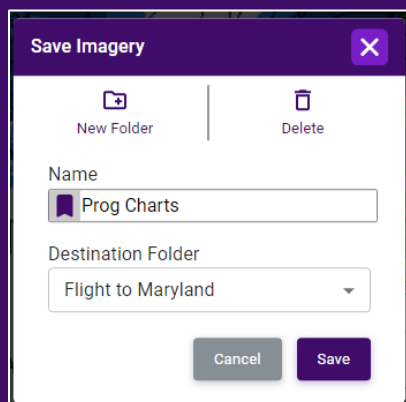 Save Imagery
New Folder
Delete
Name
Prog Charts
Destination Folder
Flight to Maryland
Cancel
Save